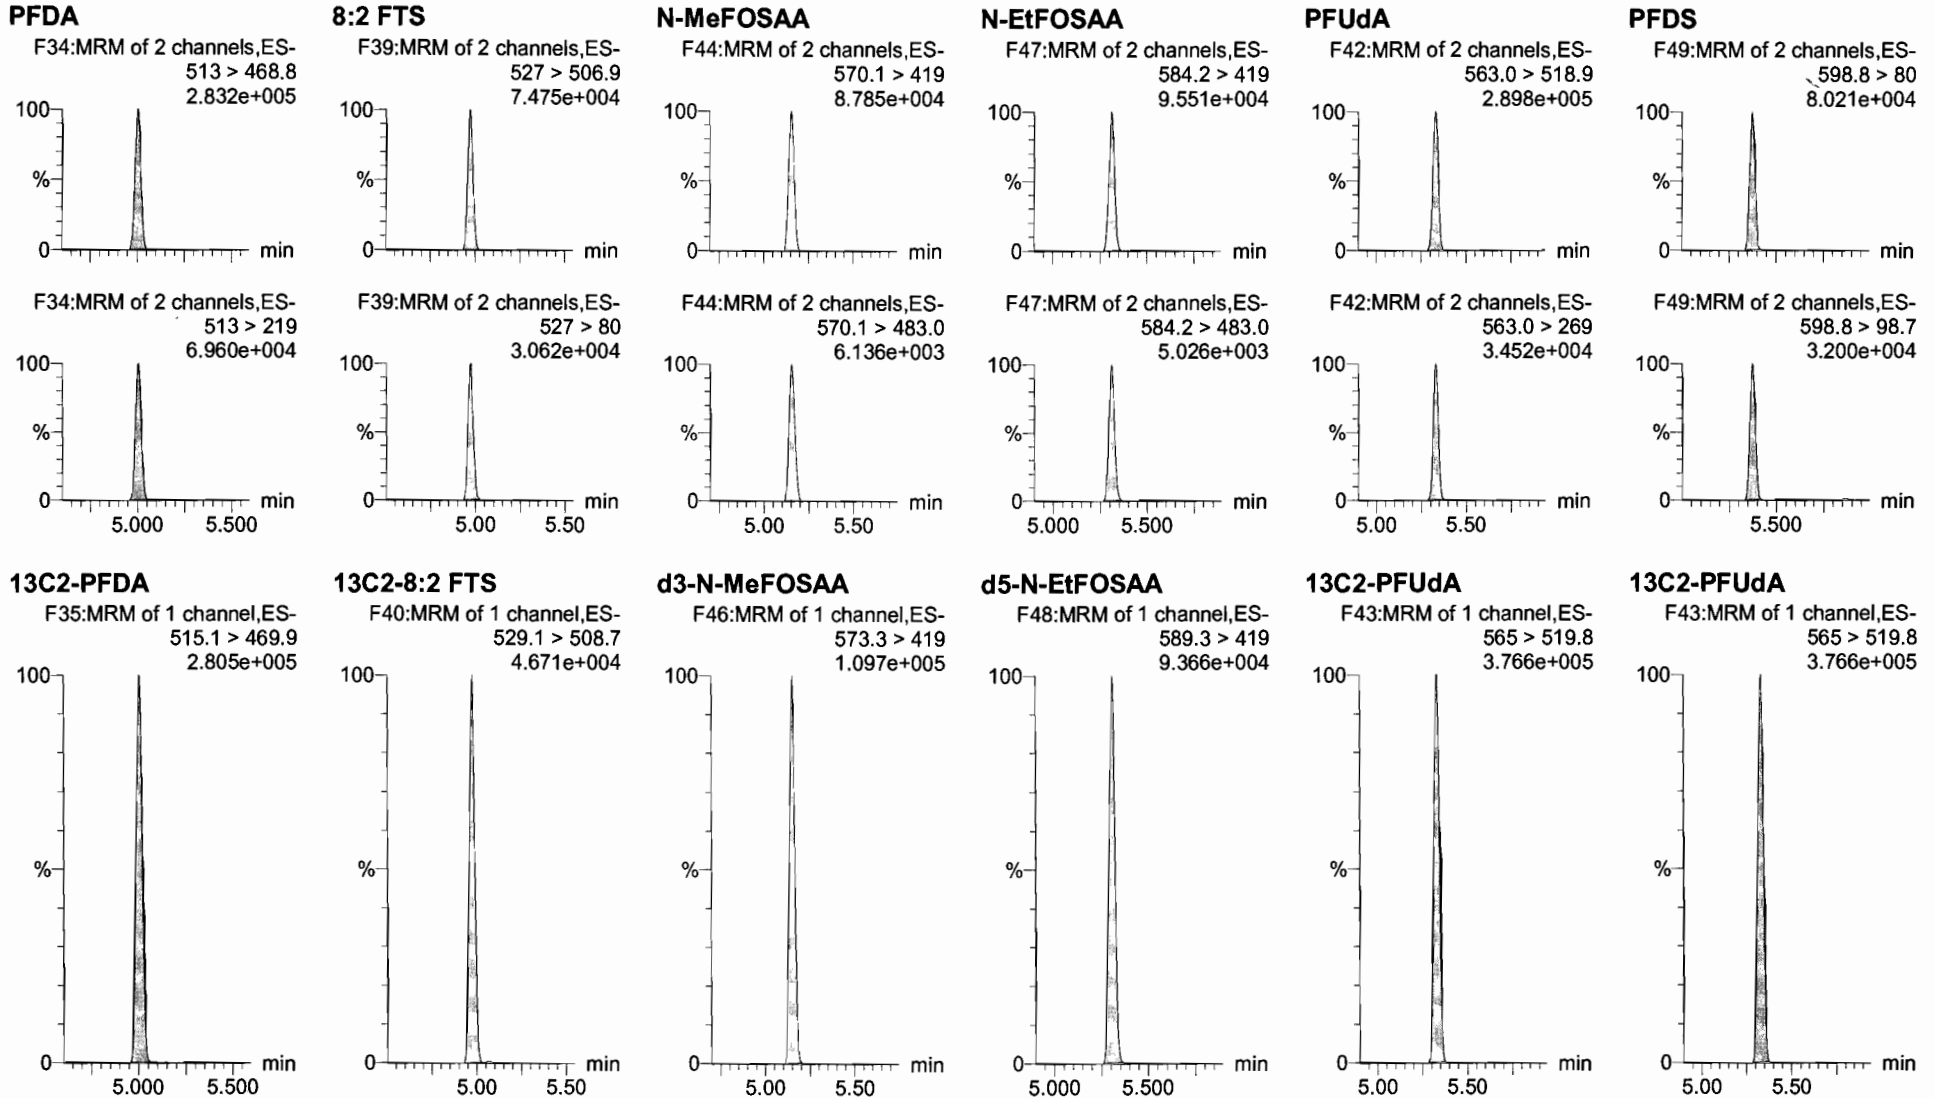 PFDA
F34:MRM of 2 channels,ES-
513 > 468.8
2.832e+005
100
%
0
min
8:2 FTS
F39:MRM of 2 channels,ES-
527 > 506.9
7.475e+004
100
%
0
min
N-MeFOSAA
F44:MRM of 2 channels,ES-
570.1 > 419
8.785e+004
100
%
0
min
N-EtFOSAA
F47:MRM of 2 channels,ES-
584.2 > 419
9.551e+004
100
%
0
min
PFUdA
F42:MRM of 2 channels,ES-
563.0 > 518.9
2.898e+005
100
%
0
min
PFDS
F49:MRM of 2 channels,ES-
598.8 > 80
8.021e+004
100
%
0
min
F34:MRM of 2 channels,ES-
513 > 219
6.960e+004
100
%
0
min
5.000 5.500
F39:MRM of 2 channels,ES-
527 > 80
3.062e+004
100
%
0
min
5.00 5.50
F44:MRM of 2 channels,ES-
570.1 > 483.0
6.136e+003
100
%
0
min
5.00 5.50
F47:MRM of 2 channels,ES-
584.2 > 483.0
5.026e+003
100
%
0
min
5.000 5.500
F42:MRM of 2 channels,ES-
563.0 > 269
3.452e+004
100
%
0
min
5.00 5.50
F49:MRM of 2 channels,ES-
598.8 > 98.7
3.200e+004
100
%
0
min
5.500
13C2-PFDA
F35:MRM of 1 channel,ES-
515.1 > 469.9
2.805e+005
100
%
0
min
5.000 5.500
13C2-8:2 FTS
F40:MRM of 1 channel,ES-
529.1 > 508.7
4.671e+004
100
%
0
min
5.00 5.50
d3-N-MeFOSAA
F46:MRM of 1 channel,ES-
573.3 > 419
1.097e+005
100
%
0
min
5.00 5.50
d5-N-EtFOSAA
F48:MRM of 1 channel,ES-
589.3 > 419
9.366e+004
100
%
0
min
5.000 5.500
13C2-PFUdA
F43:MRM of 1 channel,ES-
565 > 519.8
3.766e+005
100
%
0
min
5.00 5.50
13C2-PFUdA
F43:MRM of 1 channel,ES-
565 > 519.8
3.766e+005
100
%
0
min
5.00 5.50